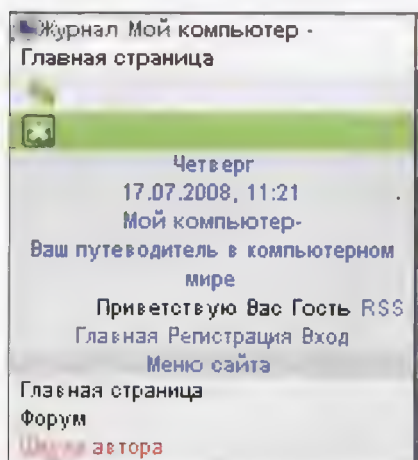 Журнал Мой компьютер -
Главная страница
Четверг
17.07.2008, 11:21
Мой компьютер-
Ваш путеводитель в компьютерном
мире
Приветствую Вас Гость RSS
Главная Регистрация Вход
Меню сайта
Главная страница
Форум
автора